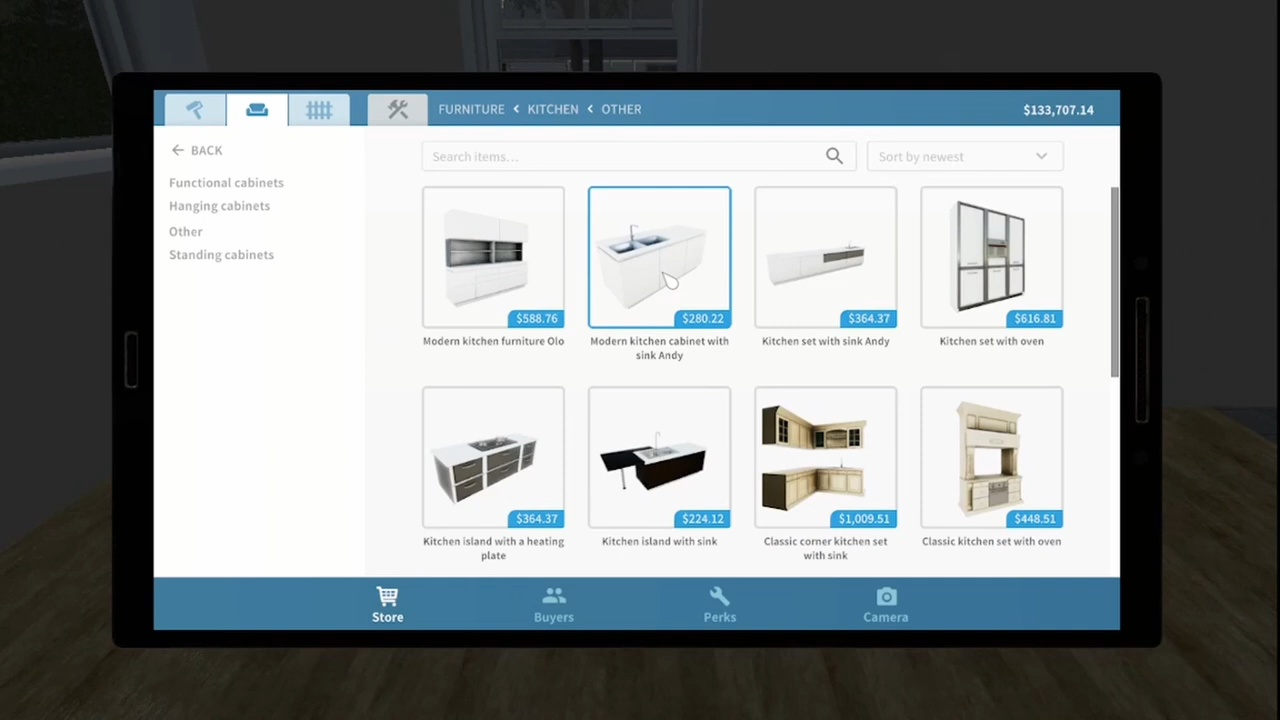 FURNITURE < KITCHEN < OTHER
$133,707.14
BACK
Functional cabinets
Hanging cabinets
Other
Standing cabinets
Search items...
Sort by newest
$588.76
$280.22
$364.37
$616.81
Modern kitchen furniture Olo
Modern kitchen cabinet with
sink Andy
Kitchen set with sink Andy
Kitchen set with oven
$364.37
$224.12
$1,009.51
$448.51
Kitchen island with a heating
plate
Kitchen island with sink
Classic corner kitchen set
with sink
Classic kitchen set with oven
Store
Buyers
Perks
Camera